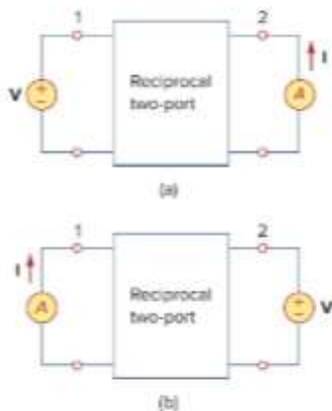 1 2
V + − Reciprocal two-port A I
(a)
1 2
I A Reciprocal two-port + − V
(b)